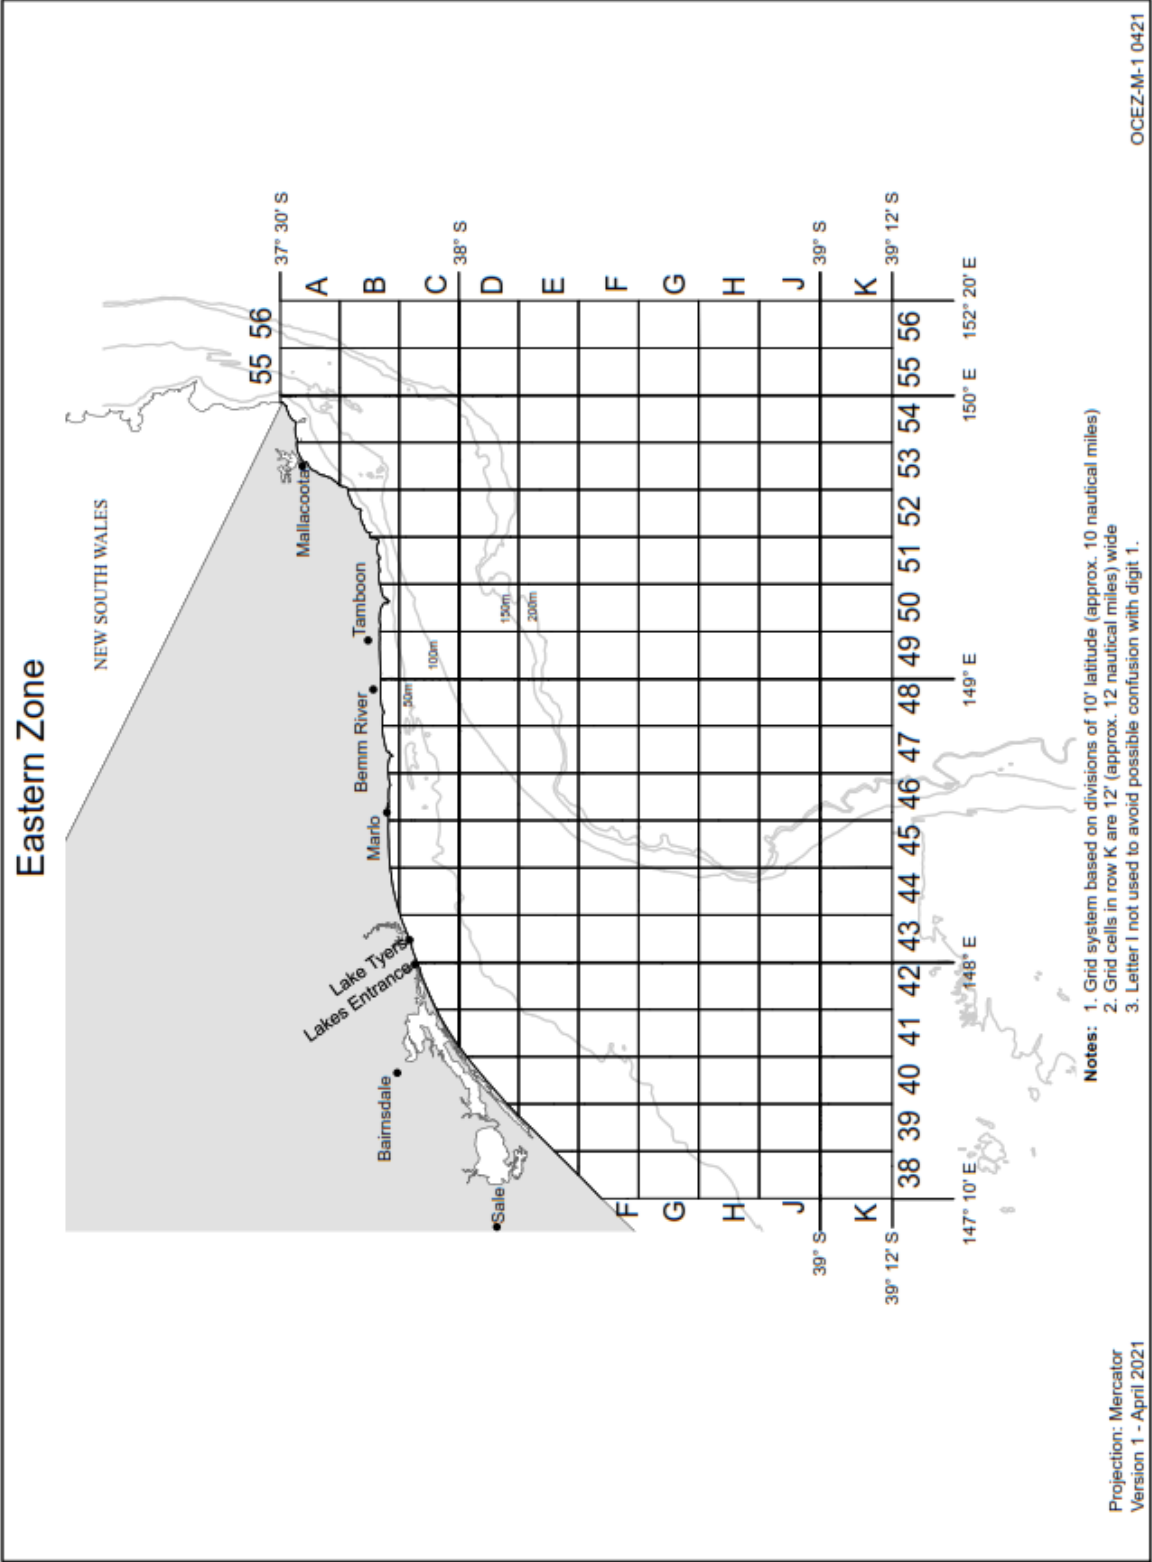 Eastern Zone
NEW SOUTH WALES
55 56
37° 30' S
A
B
C
38° S
D
E
F
G
H
J
39° S
K
39° 12' S
Mallacoota
Tamboon
Bemm River
Marlo
Lake Tyers
Lakes Entrance
Bairnsdale
Sale
50m
100m
150m
200m
F
G
H
J
K
39° S
39° 12' S
38 39 40 41 42 43 44 45 46 47 48 49 50 51 52 53 54 55 56
147° 10' E
148° E
149° E
150° E
152° 20' E
Notes: 1. Grid system based on divisions of 10' latitude (approx. 10 nautical miles)
2. Grid cells in row K are 12' (approx. 12 nautical miles) wide
3. Letter I not used to avoid possible confusion with digit 1.
Projection: Mercator
Version 1 - April 2021
OCEZ-M-1 0421